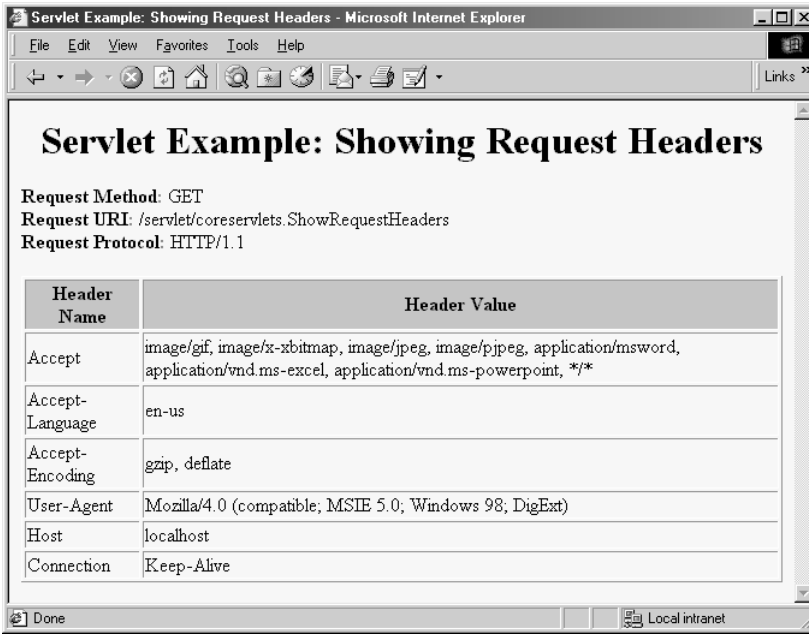 Servlet Example: Showing Request Headers - Microsoft Internet Explorer
File Edit View Favorites Tools Help
Links »
Servlet Example: Showing Request Headers
Request Method: GET
Request URI: /servlet/coreservlets.ShowRequestHeaders
Request Protocol: HTTP/1.1
Header
Name
Header Value
Accept
image/gif, image/x-xbitmap, image/jpeg, image/pjpeg, application/msword,
application/vnd.ms-excel, application/vnd.ms-powerpoint, */*
Accept-
Language
en-us
Accept-
Encoding
gzip, deflate
User-Agent
Mozilla/4.0 (compatible; MSIE 5.0; Windows 98; DigExt)
Host
localhost
Connection
Keep-Alive
Done
Local intranet